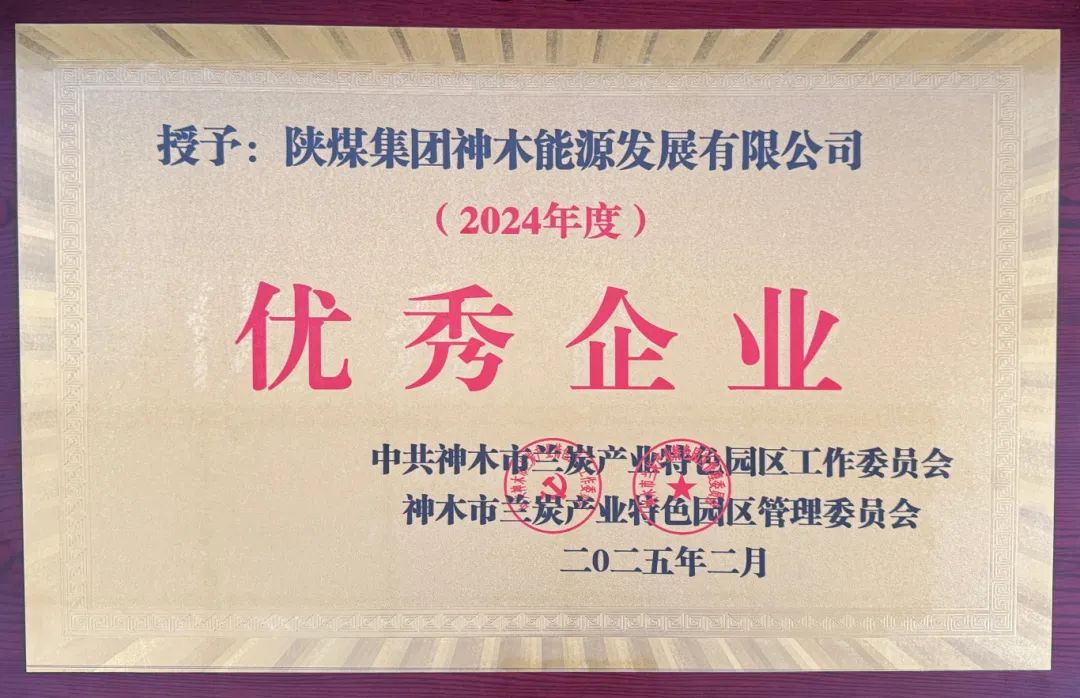 授予：陕煤集团神木能源发展有限公司
（2024年度）
优秀企业
中共神木市兰炭产业特色园区工作委员会
神木市兰炭产业特色园区管理委员会
二0二五年二月